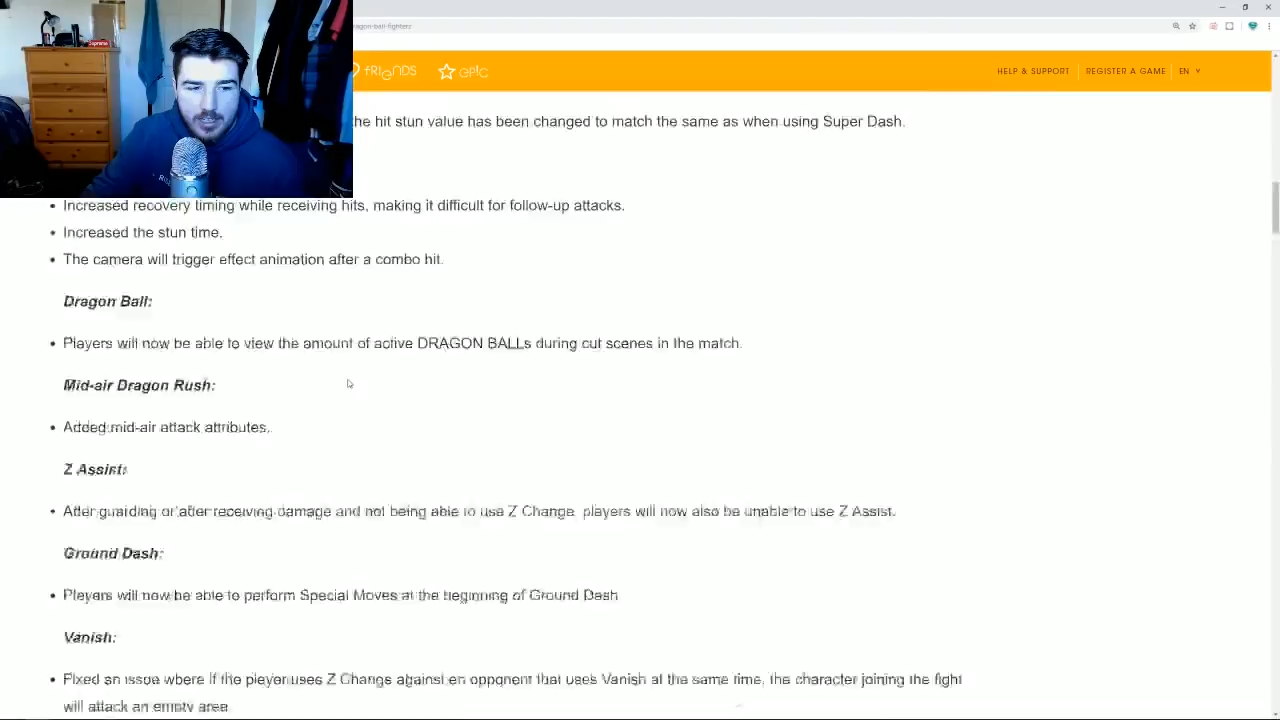 ragon-ball-fighterz
FRIENDS
EPIC
HELP & SUPPORT
REGISTER A GAME
EN
the hit stun value has been changed to match the same as when using Super Dash.
• Increased recovery timing while receiving hits, making it difficult for follow-up attacks.
• Increased the stun time.
• The camera will trigger effect animation after a combo hit.
Dragon Ball:
• Players will now be able to view the amount of active DRAGON BALLs during cut scenes in the match.
Mid-air Dragon Rush:
• Added mid-air attack attributes.
Z Assist:
• After guarding or after receiving damage and not being able to use Z Change, players will now also be unable to use Z Assist.
Ground Dash:
• Players will now be able to perform Special Moves at the beginning of Ground Dash
Vanish:
• Fixed an issue where if the player uses Z Change against an opponent that uses Vanish at the same time, the character joining the fight
will attack an empty area